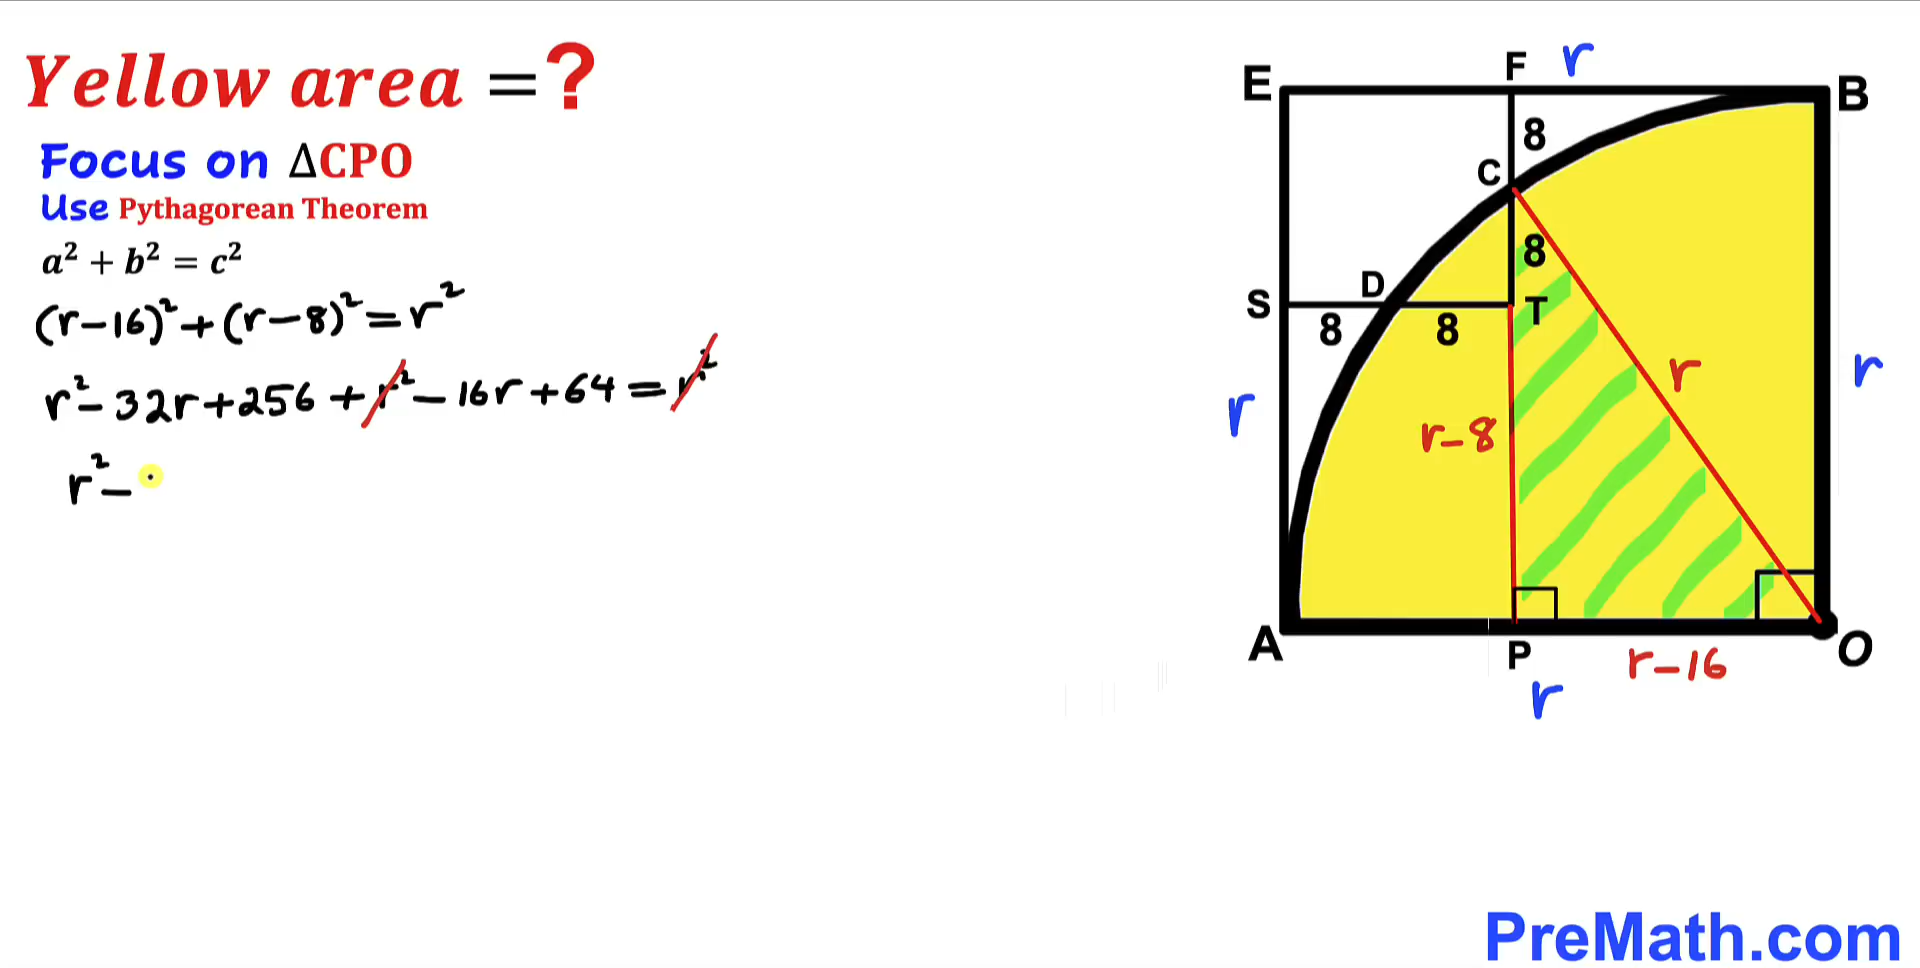 Yellow area =?
Focus on ΔCPO
Use Pythagorean Theorem
a² + b² = c²
(r-16)² + (r-8)² = r²
r² - 32r + 256 + r² - 16r + 64 = r²
r² -
E
F
r
B
8
C
8
S
D
T
8
8
r
r
r
r-8
A
P
r-16
O
r
PreMath.com